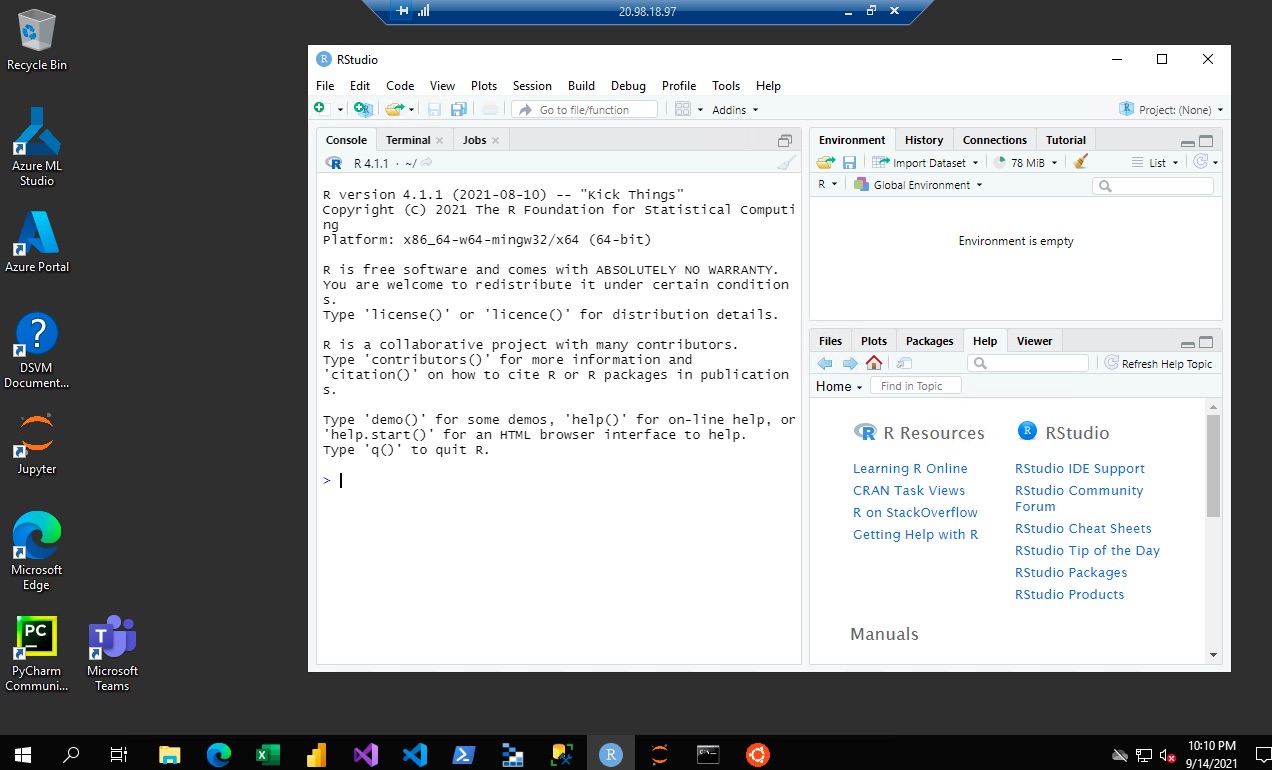 20.98.18.97
Recycle Bin
Azure ML
Studio
Azure Portal
?
DSVM
Document...
Jupyter
Microsoft
Edge
PC
PyCharm
Communi...
T
Microsoft
Teams
R RStudio
File Edit Code View Plots Session Build Debug Profile Tools Help
Go to file/function Addins Project: (None)
Console Terminal Jobs
R R 4.1.1 · ~/
R version 4.1.1 (2021-08-10) -- "Kick Things"
Copyright (C) 2021 The R Foundation for Statistical Computi
ng
Platform: x86_64-w64-mingw32/x64 (64-bit)
R is free software and comes with ABSOLUTELY NO WARRANTY.
You are welcome to redistribute it under certain condition
s.
Type 'license()' or 'licence()' for distribution details.
R is a collaborative project with many contributors.
Type 'contributors()' for more information and
'citation()' on how to cite R or R packages in publication
s.
Type 'demo()' for some demos, 'help()' for on-line help, or
'help.start()' for an HTML browser interface to help.
Type 'q()' to quit R.
>
Environment History Connections Tutorial
Import Dataset 78 MiB List
R Global Environment
Environment is empty
Files Plots Packages Help Viewer
Refresh Help Topic
Home Find in Topic
R R Resources
Learning R Online
CRAN Task Views
R on StackOverflow
Getting Help with R
R RStudio
RStudio IDE Support
RStudio Community
Forum
RStudio Cheat Sheets
RStudio Tip of the Day
RStudio Packages
RStudio Products
Manuals
R
10:10 PM
9/14/2021